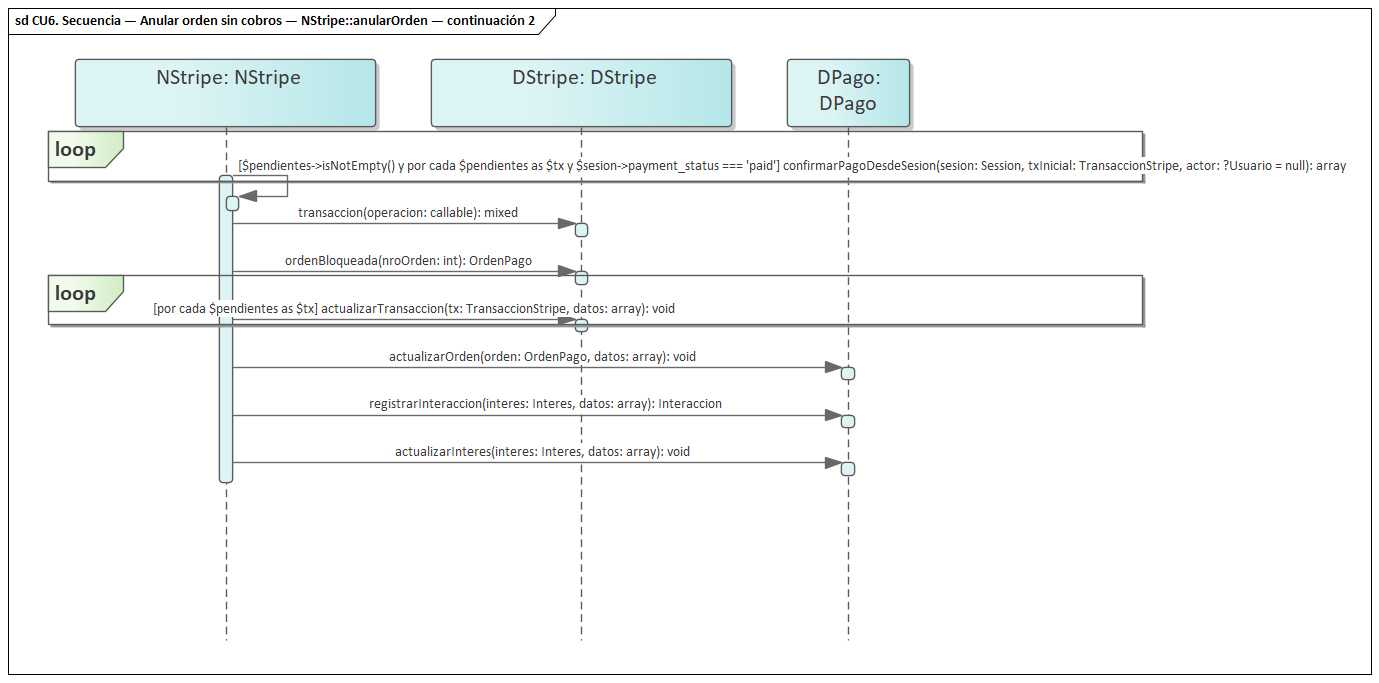 sd CU6. Secuencia — Anular orden sin cobros — NStripe::anularOrden — continuación 2
NStripe: NStripe
DStripe: DStripe
DPago:
DPago
loop
[$pendientes->isNotEmpty() y por cada $pendientes as $tx y $sesion->payment_status === 'paid'] confirmarPagoDesdeSesion(sesion: Session, txInicial: TransaccionStripe, actor: ?Usuario = null): array
transaccion(operacion: callable): mixed
ordenBloqueada(nroOrden: int): OrdenPago
loop
[por cada $pendientes as $tx] actualizarTransaccion(tx: TransaccionStripe, datos: array): void
actualizarOrden(orden: OrdenPago, datos: array): void
registrarInteraccion(interes: Interes, datos: array): Interaccion
actualizarInteres(interes: Interes, datos: array): void